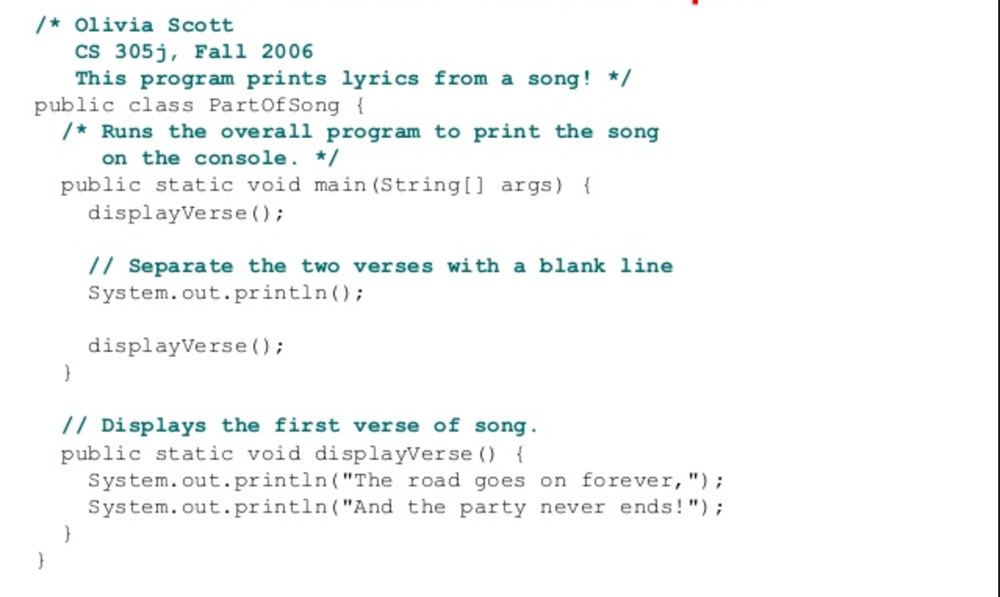 /* Olivia Scott
CS 305j, Fall 2006
This program prints lyrics from a song! */
public class PartOfSong {
/* Runs the overall program to print the song
on the console. */
public static void main(String[] args) {
displayVerse();
// Separate the two verses with a blank line
System.out.println();
displayVerse();
}
// Displays the first verse of song.
public static void displayVerse() {
System.out.println("The road goes on forever,");
System.out.println("And the party never ends!");
}
}